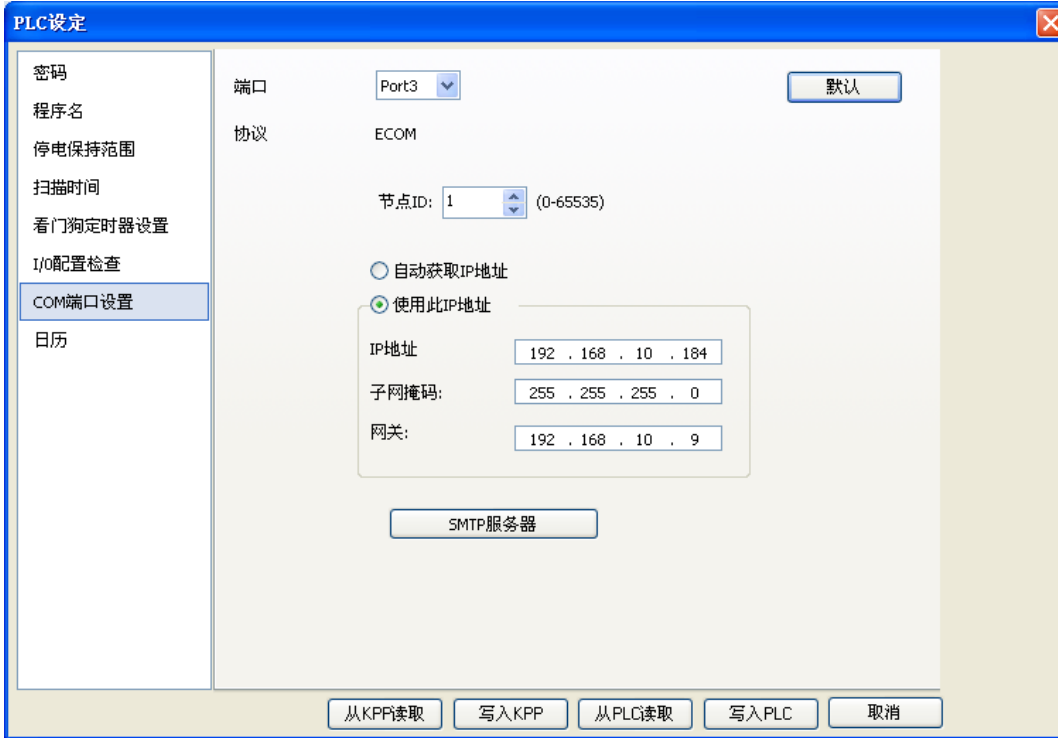 PLC设定
密码
程序名
停电保持范围
扫描时间
看门狗定时器设置
I/O配置检查
COM端口设置
日历
端口 Port3 默认
协议 ECOM
节点ID: 1 (0-65535)
自动获取IP地址
使用此IP地址
IP地址 192 . 168 . 10 . 184
子网掩码: 255 . 255 . 255 . 0
网关: 192 . 168 . 10 . 9
SMTP服务器
从KPP读取 写入KPP 从PLC读取 写入PLC 取消